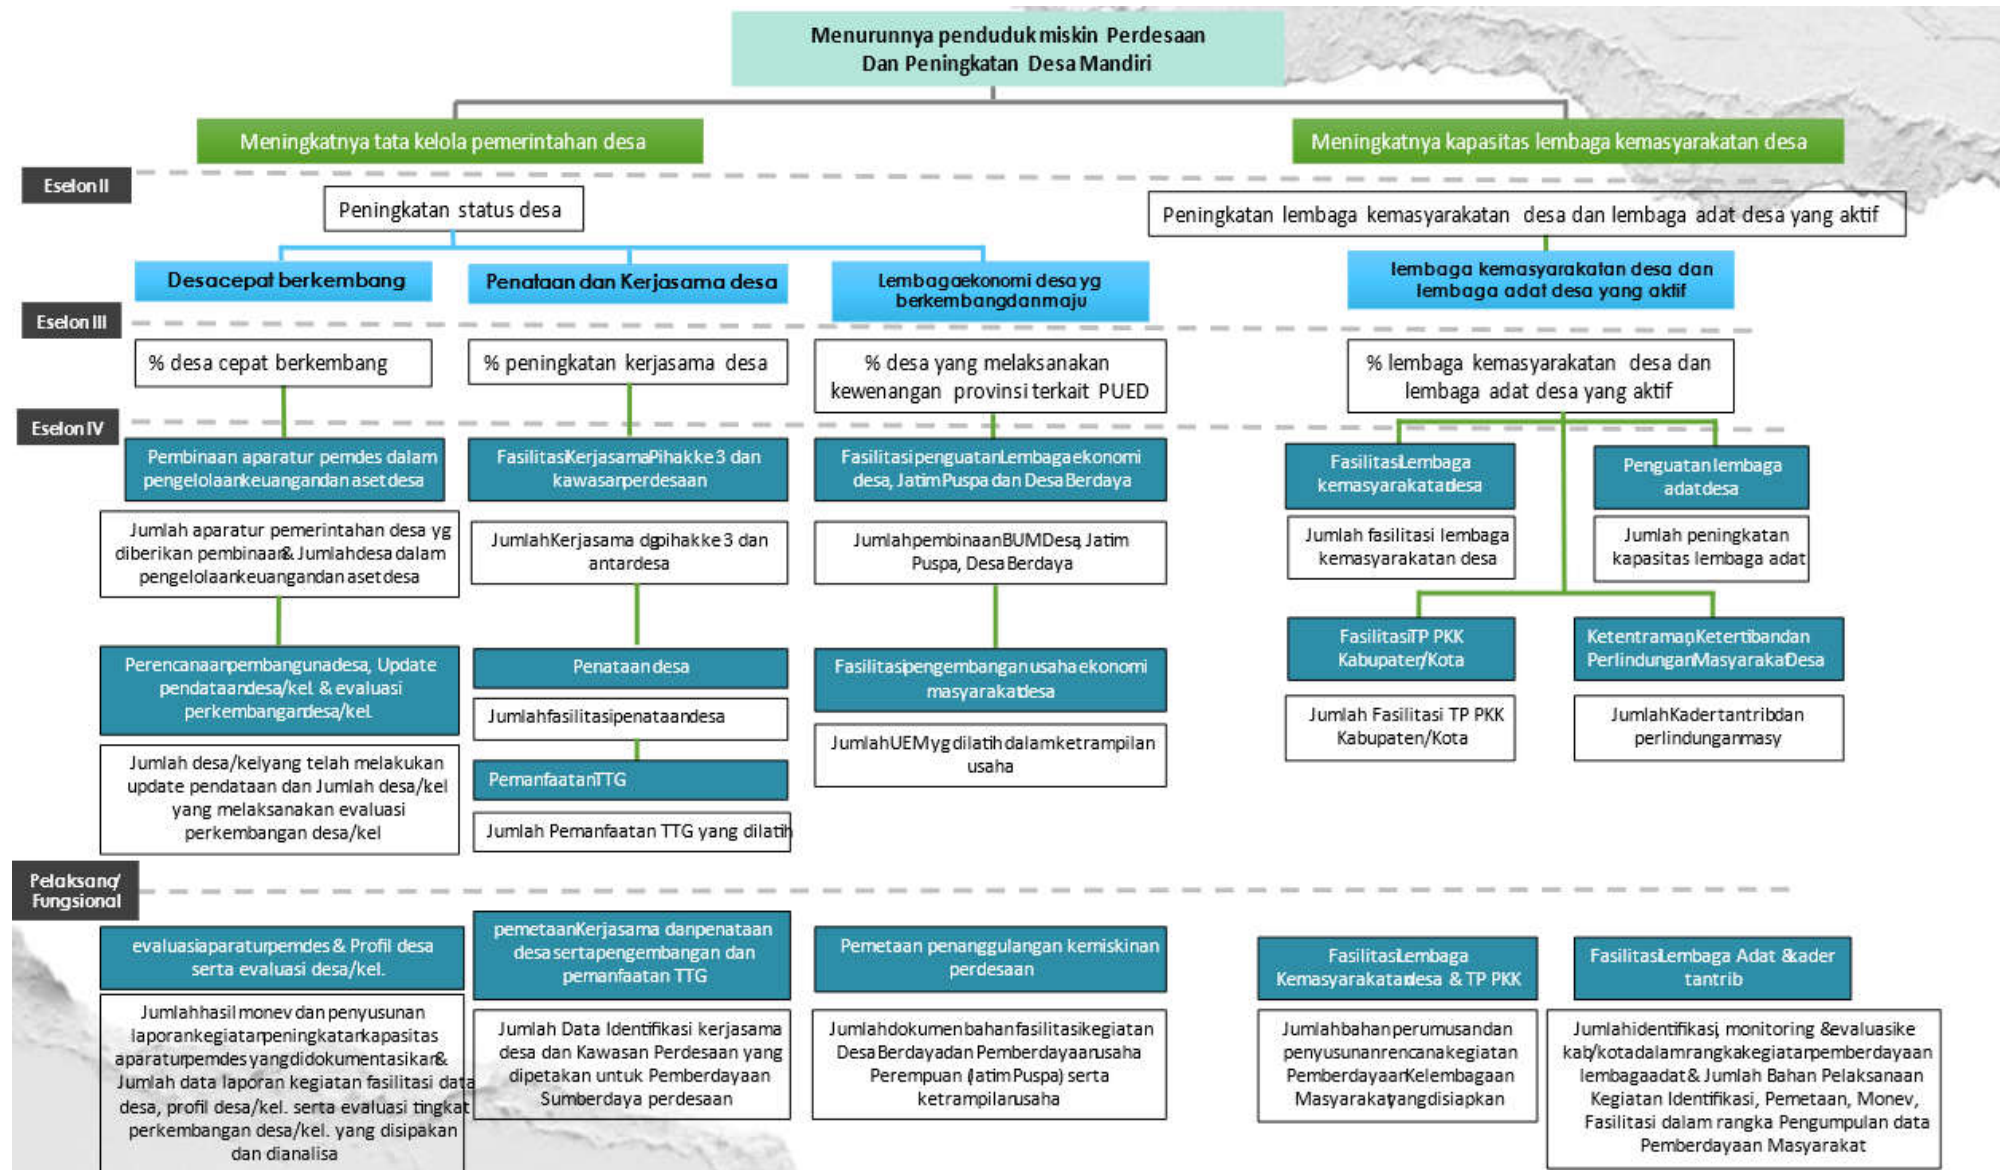 Menurunnya penduduk miskin Perdesaan
Dan Peningkatan Desa Mandiri
Meningkatnya tata kelola pemerintahan desa
Meningkatnya kapasitas lembaga kemasyarakatan desa
Eselon II
Peningkatan status desa
Peningkatan lembaga kemasyarakatan desa dan lembaga adat desa yang aktif
Desa cepat berkembang
Penataan dan Kerjasama desa
Lembaga ekonomi desa yg
berkembang dan maju
lembaga kemasyarakatan desa dan
lembaga adat desa yang aktif
Eselon III
% desa cepat berkembang
% peningkatan kerjasama desa
% desa yang melaksanakan
kewenangan provinsi terkait PUED
% lembaga kemasyarakatan desa dan
lembaga adat desa yang aktif
Eselon IV
Pembinaan aparatur pemdes dalam
pengelolaan keuangan dan aset desa
Fasilitasi Kerjasama Pihak ke 3 dan
kawasan perdesaan
Fasilitasi penguatan Lembaga ekonomi
desa, Jatim Puspa dan Desa Berdaya
Fasilitasi Lembaga
kemasyarakatan desa
Penguatan lembaga
adat desa
Jumlah aparatur pemerintahan desa yg
diberikan pembinaan & Jumlah desa dalam
pengelolaan keuangan dan aset desa
Jumlah Kerjasama dg pihak ke 3 dan
antar desa
Jumlah pembinaan BUMDesa, Jatim
Puspa, Desa Berdaya
Jumlah fasilitasi lembaga
kemasyarakatan desa
Jumlah peningkatan
kapasitas lembaga adat
Perencanaan pembangunan desa, Update
pendataan desa/kel. & evaluasi
perkembangan desa/kel.
Penataan desa
Fasilitasi pengembangan usaha ekonomi
masyarakat desa
Fasilitasi TP PKK
Kabupaten/Kota
Ketentraman, Ketertiban dan
Perlindungan Masyarakat Desa
Jumlah fasilitasi penataan desa
Jumlah UEM yg dilatih dalam ketrampilan
usaha
Jumlah Fasilitasi TP PKK
Kabupaten/Kota
Jumlah Kader tantrib dan
perlindungan masy
Jumlah desa/kel yang telah melakukan
update pendataan dan Jumlah desa/kel
yang melaksanakan evaluasi
perkembangan desa/kel
Pemanfaatan TTG
Jumlah Pemanfaatan TTG yang dilatih
Pelaksana/
Fungsional
evaluasi aparatur pemdes & Profil desa
serta evaluasi desa/kel.
pemetaan Kerjasama dan penataan
desa serta pengembangan dan
pemanfaatan TTG
Pemetaan penanggulangan kemiskinan
perdesaan
Fasilitasi Lembaga
Kemasyarakatan desa & TP PKK
Fasilitasi Lembaga Adat & kader
tantrib
Jumlah hasil monev dan penyusunan
laporan kegiatan peningkatan kapasitas
aparatur pemdes yang didokumentasikan &
Jumlah data laporan kegiatan fasilitasi data
desa, profil desa/kel. serta evaluasi tingkat
perkembangan desa/kel. yang disipakan
dan dianalisa
Jumlah Data Identifikasi kerjasama
desa dan Kawasan Perdesaan yang
dipetakan untuk Pemberdayaan
Sumberdaya perdesaan
Jumlah dokumen bahan fasilitasi kegiatan
Desa Berdaya dan Pemberdayaan usaha
Perempuan (Jatim Puspa) serta
ketrampilan usaha
Jumlah bahan perumusan dan
penyusunan rencana kegiatan
Pemberdayaan Kelembagaan
Masyarakat yang disiapkan
Jumlah identifikasi, monitoring & evaluasi ke
kab/kota dalam rangka kegiatan pemberdayaan
lembaga adat & Jumlah Bahan Pelaksanaan
Kegiatan Identifikasi, Pemetaan, Monev,
Fasilitasi dalam rangka Pengumpulan data
Pemberdayaan Masyarakat